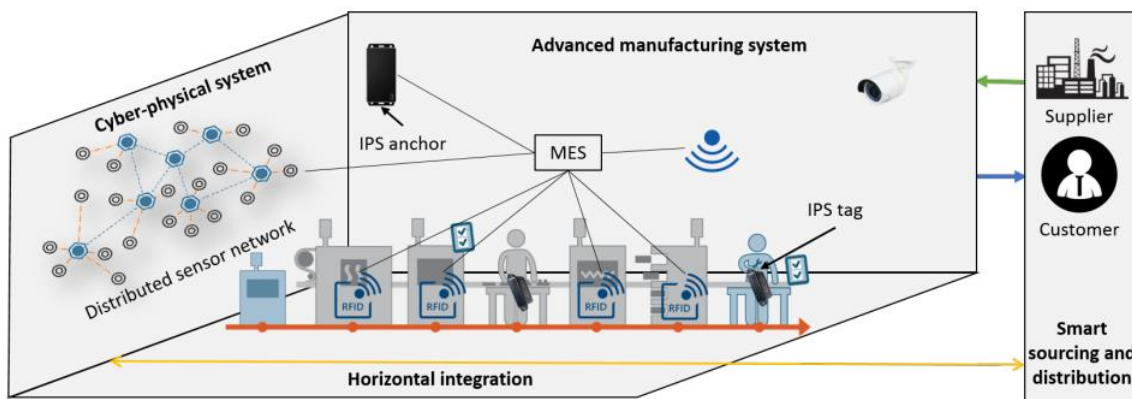 Cyber-physical system
Distributed sensor network
Advanced manufacturing system
IPS anchor
MES
IPS tag
RFID
RFID
RFID
RFID
Horizontal integration
Supplier
Customer
Smart
sourcing and
distribution